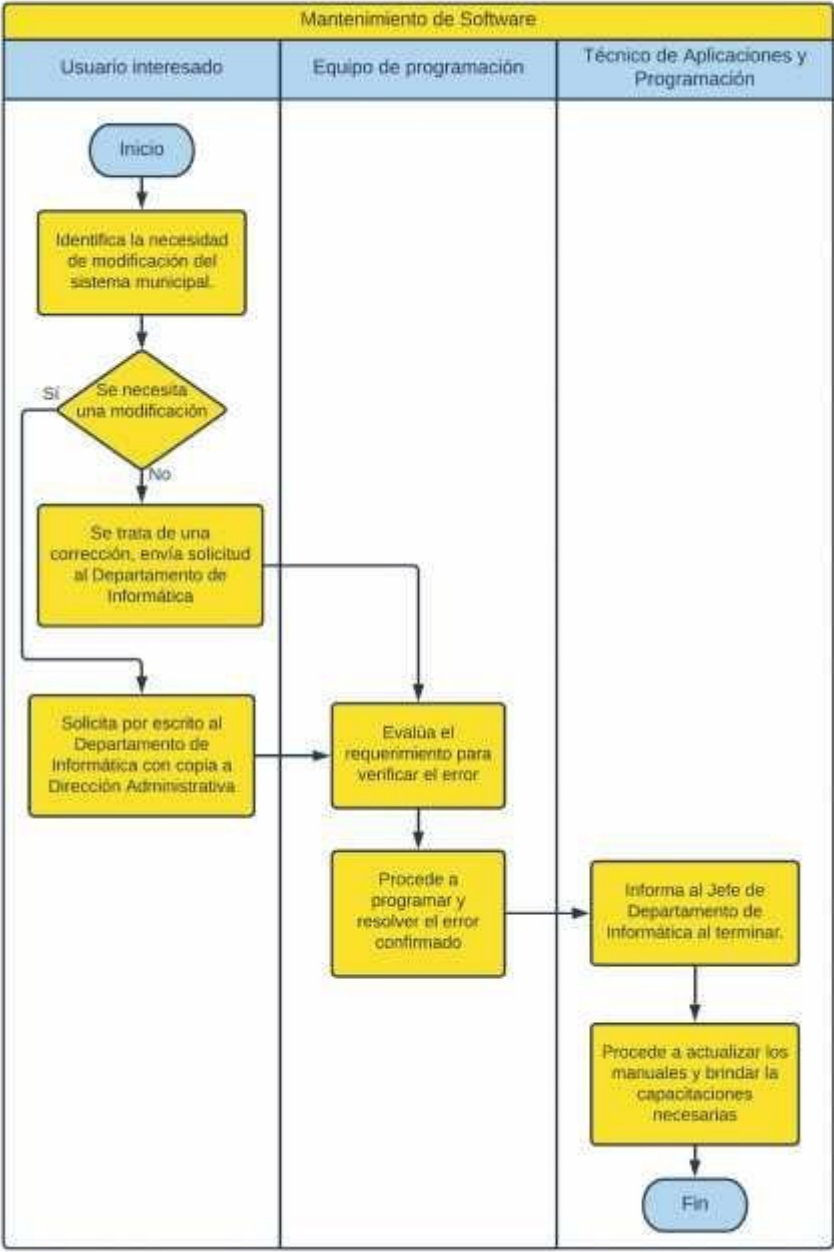 Mantenimiento de Software
Usuario interesado
Equipo de programación
Técnico de Aplicaciones y
Programación
Inicio
Identifica la necesidad
de modificación del
sistema municipal.
Se necesita
una modificación
Sí
No
Se trata de una
corrección, envía solicitud
al Departamento de
Informática
Solicita por escrito al
Departamento de
Informática con copia a
Dirección Administrativa
Evalúa el
requerimiento para
verificar el error
Procede a
programar y
resolver el error
confirmado
Informa al Jefe de
Departamento de
Informática al terminar.
Procede a actualizar los
manuales y brindar la
capacitaciones
necesarias
Fin